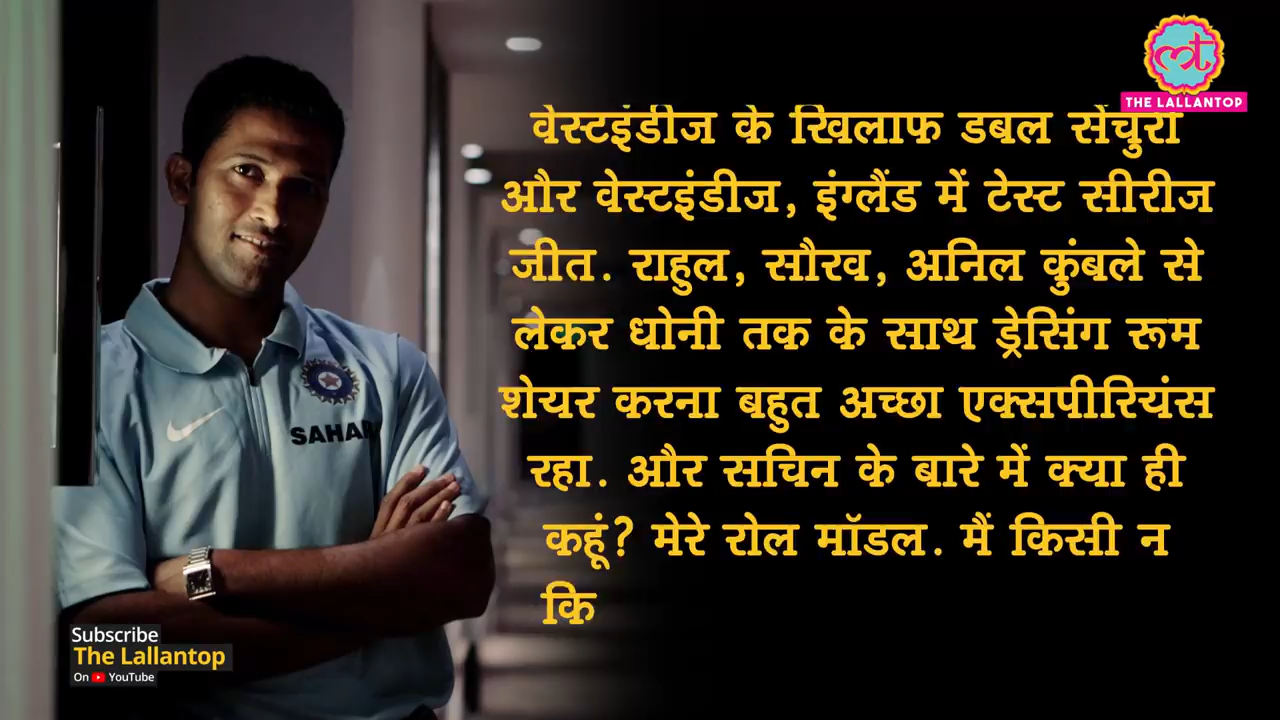 THE LALLANTOP
वेस्टइंडीज के खिलाफ डबल सेंचुरी
और वेस्टइंडीज, इंग्लैंड में टेस्ट सीरीज
जीत. राहुल, सौरव, अनिल कुंबले से
लेकर धोनी तक के साथ ड्रेसिंग रूम
शेयर करना बहुत अच्छा एक्सपीरियंस
रहा. और सचिन के बारे में क्या ही
कहूं? मेरे रोल मॉडल. मैं किसी न
कि
SAHARA
Subscribe
The Lallantop
On YouTube